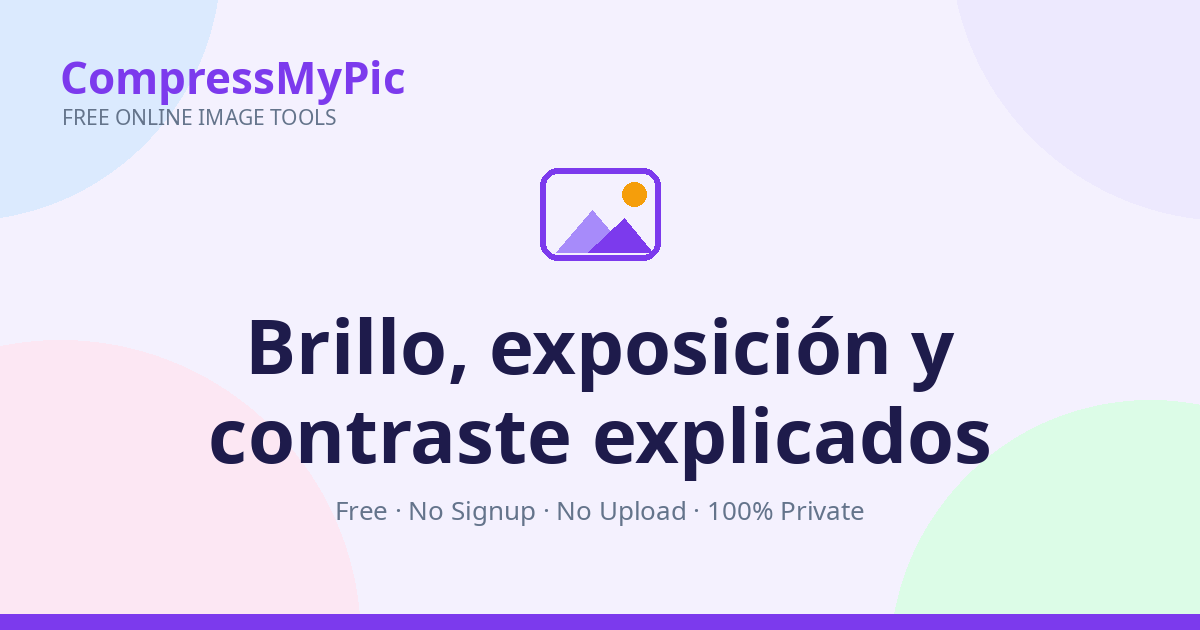 CompressMyPic
FREE ONLINE IMAGE TOOLS
Brillo, exposición y
contraste explicados
Free · No Signup · No Upload · 100% Private